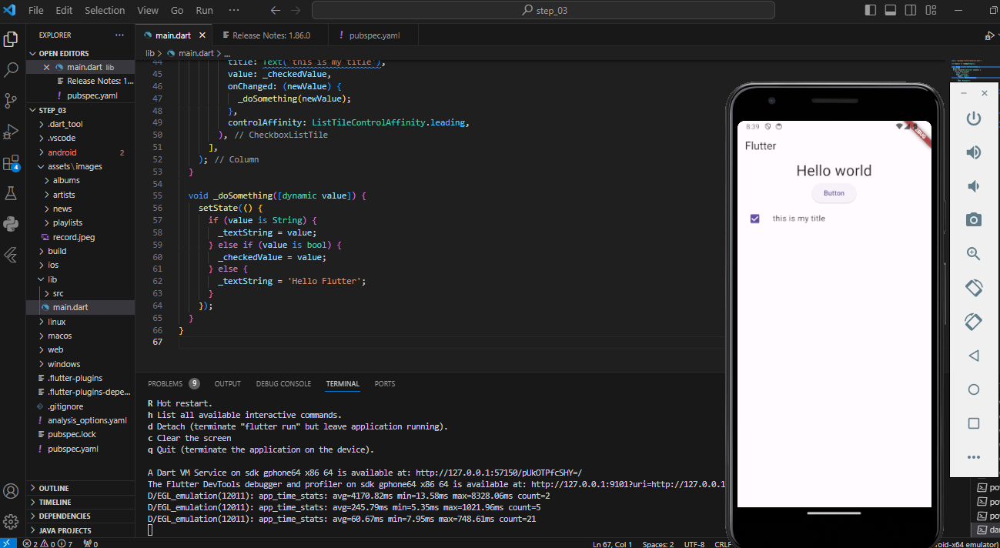 File Edit Selection View Go Run ··· step_03
EXPLORER ···
OPEN EDITORS
main.dart lib
Release Notes: 1...
pubspec.yaml
STEP_03
.dart_tool
.vscode
android 2
assets\images
albums
artists
news
playlists
record.jpeg
build
ios
lib
src
main.dart
linux
macos
web
windows
.flutter-plugins
.flutter-plugins-depe...
.gitignore
analysis_options.yaml
pubspec.lock
pubspec.yaml
OUTLINE
TIMELINE
DEPENDENCIES
JAVA PROJECTS
4
main.dart Release Notes: 1.86.0 pubspec.yaml
lib > main.dart > ...
44 title: Text('this is my title'),
45 value: _checkedValue,
46 onChanged: (newValue) {
47 _doSomething(newValue);
48 },
49 controlAffinity: ListTileControlAffinity.leading,
50 ), // CheckboxListTile
51 ],
52 ); // Column
53 }
54
55 void _doSomething([dynamic value]) {
56 setState(() {
57 if (value is String) {
58 _textString = value;
59 } else if (value is bool) {
60 _checkedValue = value;
61 } else {
62 _textString = 'Hello Flutter';
63 }
64 });
65 }
66 }
67
PROBLEMS 9 OUTPUT DEBUG CONSOLE TERMINAL PORTS
R Hot restart.
h List all available interactive commands.
d Detach (terminate "flutter run" but leave application running).
c Clear the screen
q Quit (terminate the application on the device).
A Dart VM Service on sdk gphone64 x86 64 is available at: http://127.0.0.1:57150/pUkOTPfcSHY=/
The Flutter DevTools debugger and profiler on sdk gphone64 x86 64 is available at: http://127.0.0.1:9101?uri=http://127.0.0.1
D/EGL_emulation(12011): app_time_stats: avg=4170.82ms min=13.58ms max=8328.06ms count=2
D/EGL_emulation(12011): app_time_stats: avg=245.79ms min=5.35ms max=1021.96ms count=5
D/EGL_emulation(12011): app_time_stats: avg=60.67ms min=7.95ms max=748.61ms count=21
8:39
Flutter
Hello world
Button
this is my title
po
po
po
da
2 0 7 0 Ln 67, Col 1 Spaces: 2 UTF-8 CRLF roid-x64 emulator)